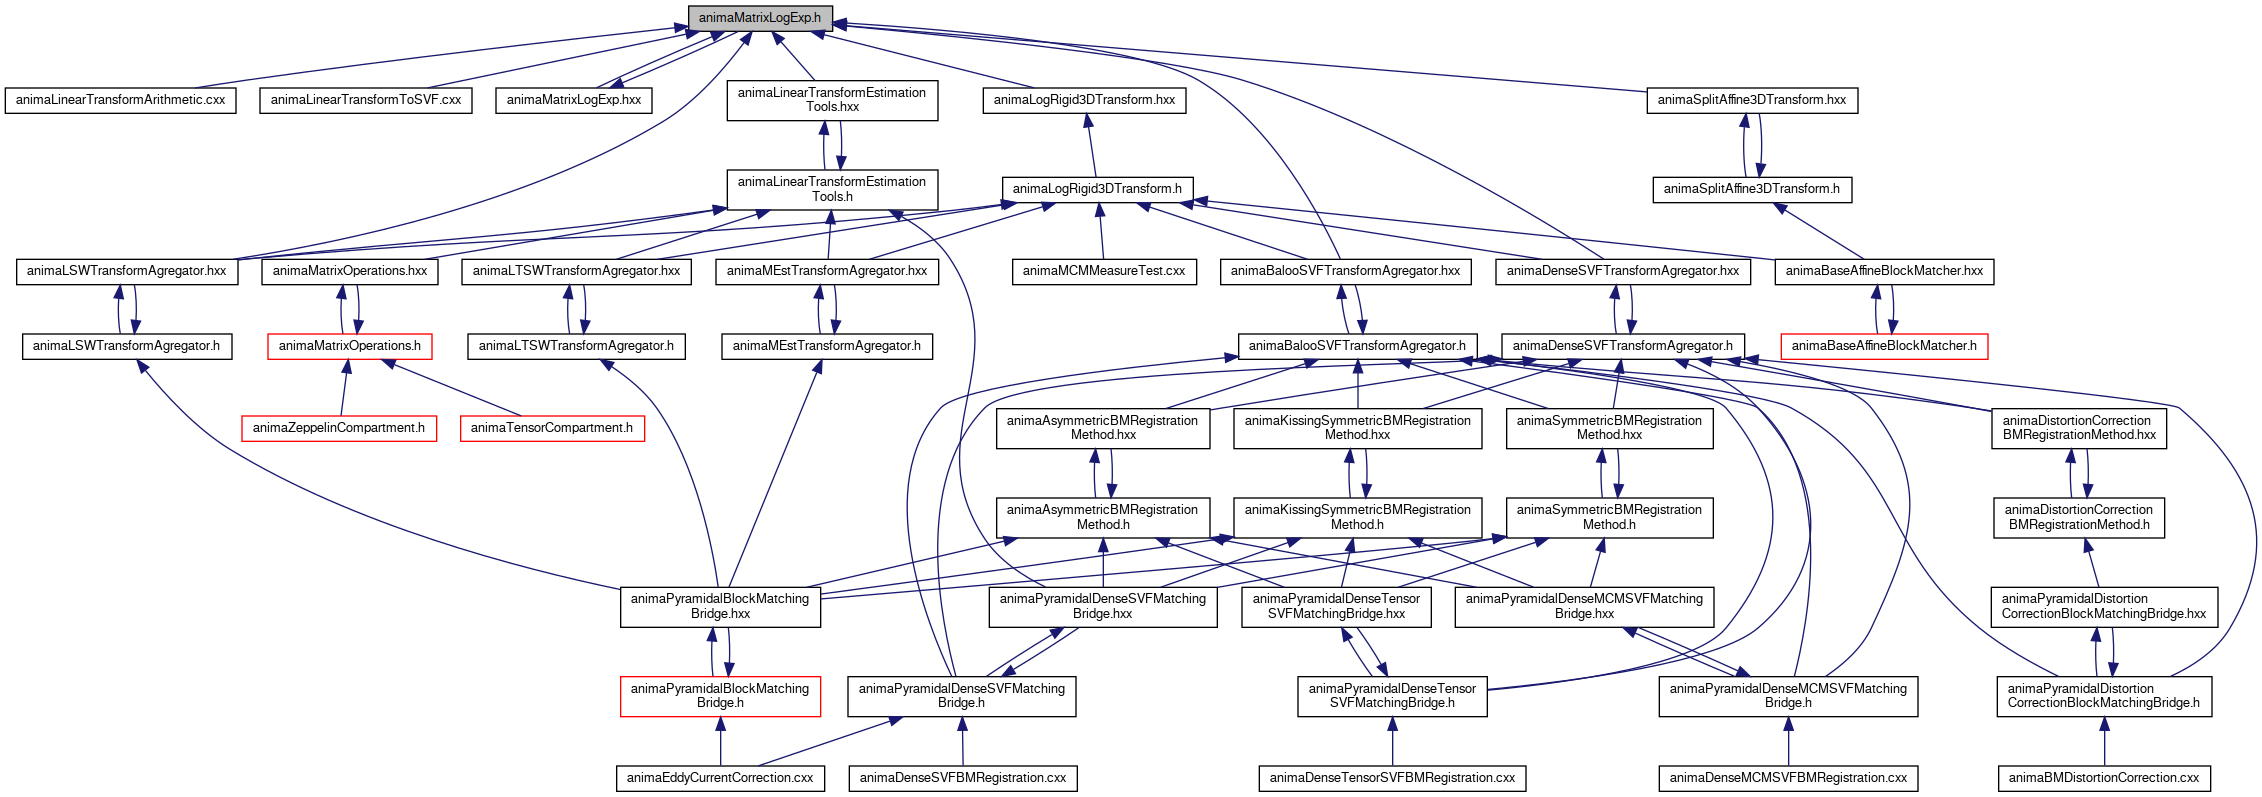 animaMatrixLogExp.h
animaLinearTransformArithmetic.cxx
animaLinearTransformToSVF.cxx
animaMatrixLogExp.hxx
animaLinearTransformEstimation
Tools.hxx
animaLogRigid3DTransform.hxx
animaSplitAffine3DTransform.hxx
animaLinearTransformEstimation
Tools.h
animaLogRigid3DTransform.h
animaSplitAffine3DTransform.h
animaLSWTransformAgregator.hxx
animaMatrixOperations.hxx
animaLTSWTransformAgregator.hxx
animaMEstTransformAgregator.hxx
animaMCMMeasureTest.cxx
animaBalooSVFTransformAgregator.hxx
animaDenseSVFTransformAgregator.hxx
animaBaseAffineBlockMatcher.hxx
animaLSWTransformAgregator.h
animaMatrixOperations.h
animaLTSWTransformAgregator.h
animaMEstTransformAgregator.h
animaBalooSVFTransformAgregator.h
animaDenseSVFTransformAgregator.h
animaBaseAffineBlockMatcher.h
animaZeppelinCompartment.h
animaTensorCompartment.h
animaAsymmetricBMRegistration
Method.hxx
animaKissingSymmetricBMRegistration
Method.hxx
animaSymmetricBMRegistration
Method.hxx
animaDistortionCorrection
BMRegistrationMethod.hxx
animaAsymmetricBMRegistration
Method.h
animaKissingSymmetricBMRegistration
Method.h
animaSymmetricBMRegistration
Method.h
animaDistortionCorrection
BMRegistrationMethod.h
animaPyramidalBlockMatching
Bridge.hxx
animaPyramidalDenseSVFMatching
Bridge.hxx
animaPyramidalDenseTensor
SVFMatchingBridge.hxx
animaPyramidalDenseMCMSVFMatching
Bridge.hxx
animaPyramidalDistortion
CorrectionBlockMatchingBridge.hxx
animaPyramidalBlockMatching
Bridge.h
animaPyramidalDenseSVFMatching
Bridge.h
animaPyramidalDenseTensor
SVFMatchingBridge.h
animaPyramidalDenseMCMSVFMatching
Bridge.h
animaPyramidalDistortion
CorrectionBlockMatchingBridge.h
animaEddyCurrentCorrection.cxx
animaDenseSVFBMRegistration.cxx
animaDenseTensorSVFBMRegistration.cxx
animaDenseMCMSVFBMRegistration.cxx
animaBMDistortionCorrection.cxx